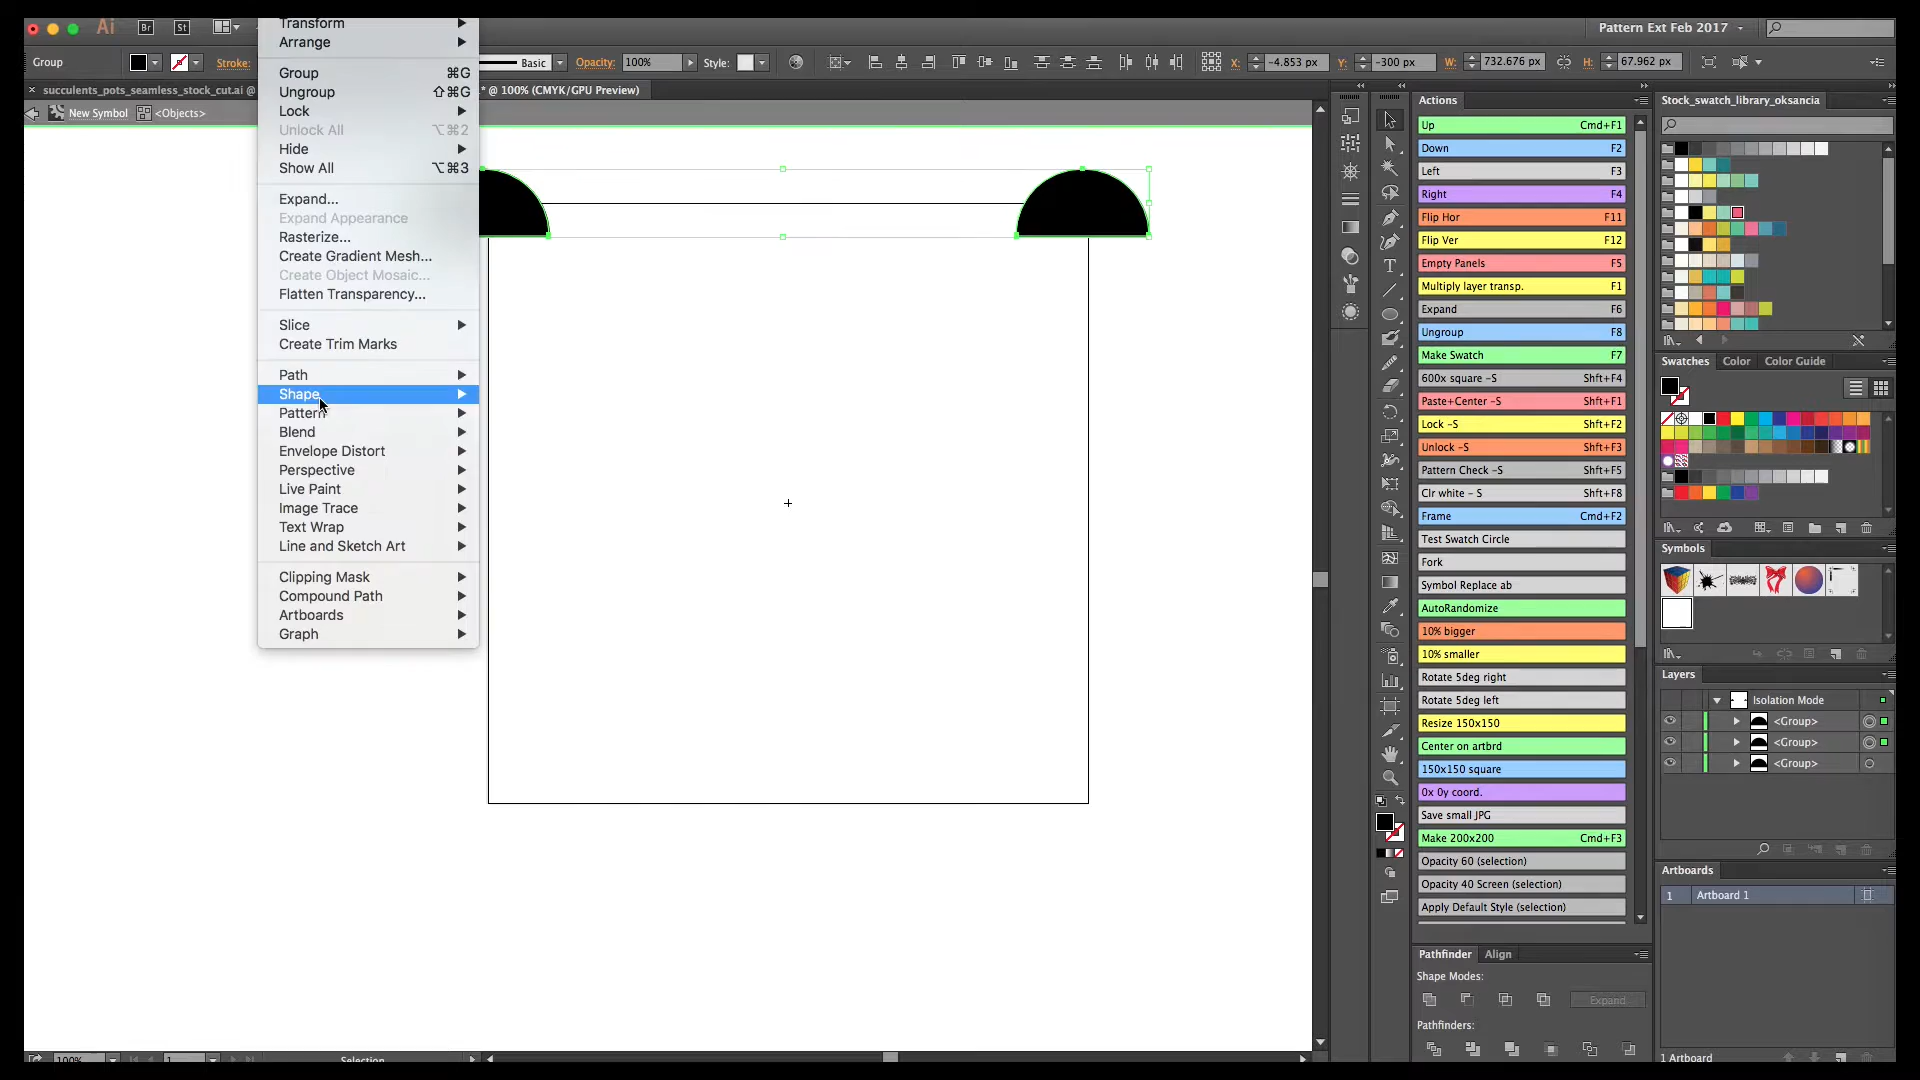 Ai
Br
St
Pattern Ext Feb 2017
Group
Stroke:
Basic
Opacity:
100%
Style:
X:
-4.853 px
Y:
-300 px
W:
732.676 px
H:
67.962 px
succulents_pots_seamless_stock_cut.ai @
* @ 100% (CMYK/GPU Preview)
New Symbol
<Objects>
Transform
Arrange
Group ⌘G
Ungroup ⇧⌘G
Lock
Unlock All ⌥⌘2
Hide
Show All ⌥⌘3
Expand...
Expand Appearance
Rasterize...
Create Gradient Mesh...
Create Object Mosaic...
Flatten Transparency...
Slice
Create Trim Marks
Path
Shape
Pattern
Blend
Envelope Distort
Perspective
Live Paint
Image Trace
Text Wrap
Line and Sketch Art
Clipping Mask
Compound Path
Artboards
Graph
100%
1
Selection
Actions
Up Cmd+F1
Down F2
Left F3
Right F4
Flip Hor F11
Flip Ver F12
Empty Panels F5
Multiply layer transp. F1
Expand F6
Ungroup F8
Make Swatch F7
600x square -S Shft+F4
Paste+Center -S Shft+F1
Lock -S Shft+F2
Unlock -S Shft+F3
Pattern Check -S Shft+F5
Clr white - S Shft+F8
Frame Cmd+F2
Test Swatch Circle
Fork
Symbol Replace ab
AutoRandomize
10% bigger
10% smaller
Rotate 5deg right
Rotate 5deg left
Resize 150x150
Center on artbrd
150x150 square
0x 0y coord.
Save small JPG
Make 200x200 Cmd+F3
Opacity 60 (selection)
Opacity 40 Screen (selection)
Apply Default Style (selection)
Pathfinder Align
Shape Modes:
Expand
Pathfinders:
Stock_swatch_library_oksancia
Swatches Color Color Guide
Symbols
Layers
Isolation Mode
<Group>
<Group>
<Group>
Artboards
1 Artboard 1
1 Artboard